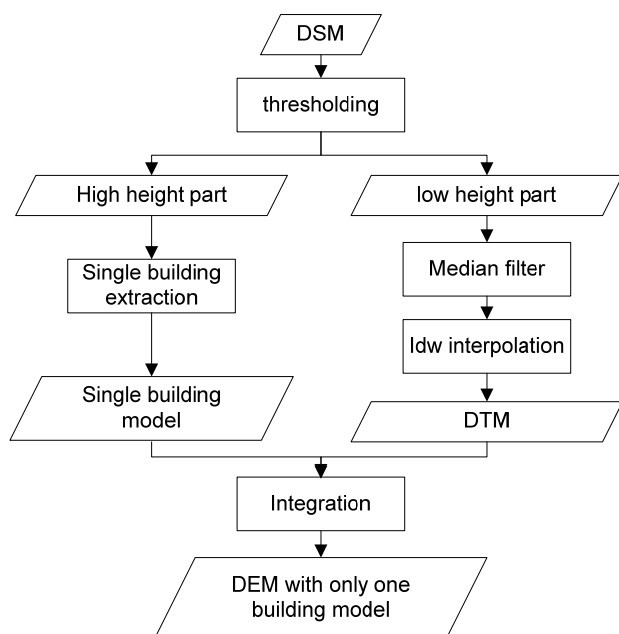 DSM
thresholding
High height part
low height part
Single building
extraction
Median filter
Idw interpolation
Single building
model
DTM
Integration
DEM with only one
building model